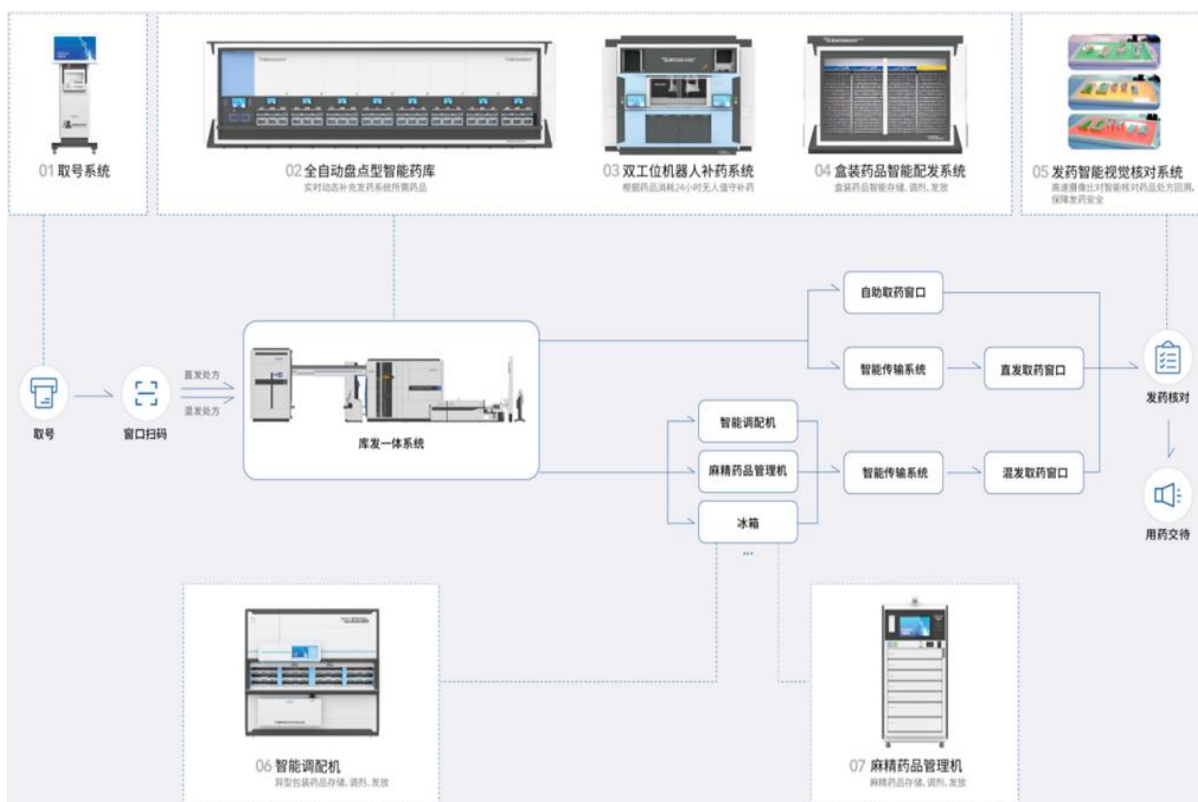 01 取号系统
02 全自动盘点型智能药库
实时动态补充发药系统所需药品
03 双工位机器人补药系统
根据药品消耗24小时无人值守补药
04 盒装药品智能配发系统
盒装药品智能存储、调剂、发放
05 发药智能视觉核对系统
高速摄像比对智能核对药品处方回溯,
保障发药安全
自助取药窗口
智能传输系统
直发取药窗口
直发处方
混发处方
取号
窗口扫码
库发一体系统
发药核对
智能调配机
麻精药品管理机
智能传输系统
混发取药窗口
冰箱
...
用药交待
06 智能调配机
异型包装药品存储、调剂、发放
07 麻精药品管理机
麻精药品存储、调剂、发放